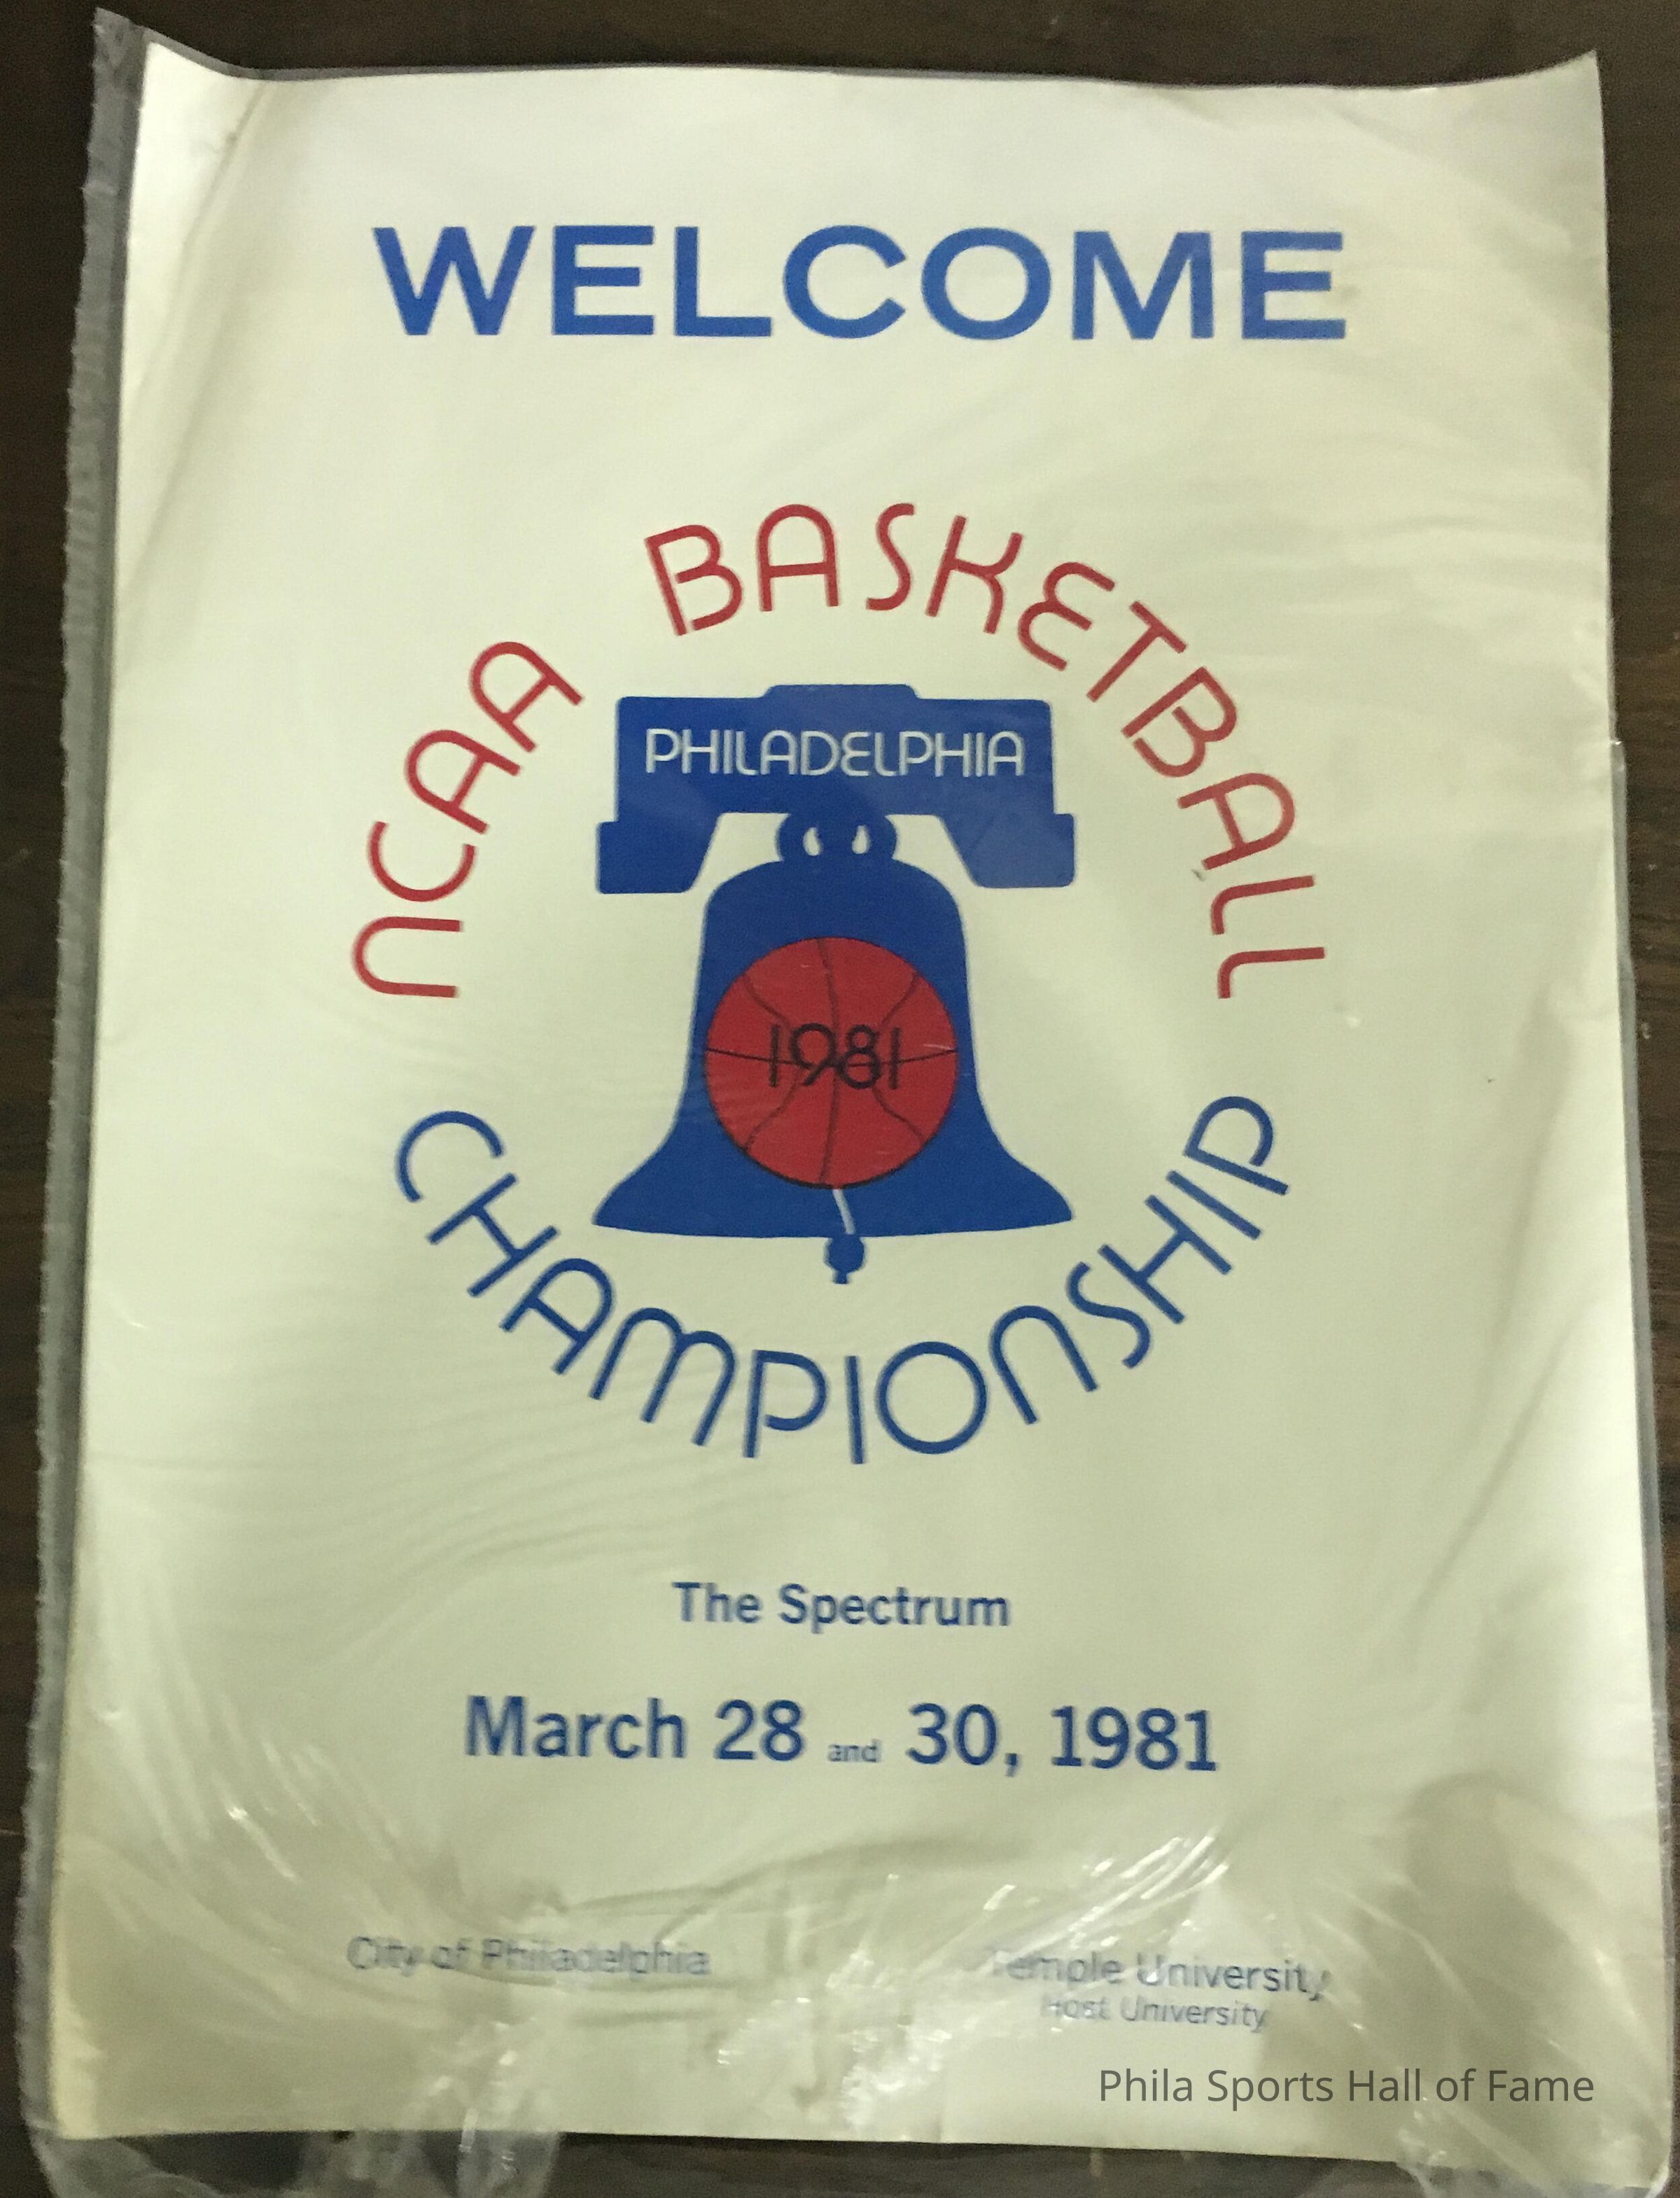 WELCOME
NCAA BASKETBALL
PHILADELPHIA
1981
CHAMPIONSHIP
The Spectrum
March 28 and 30, 1981
City of Philadelphia
Temple University
Host University
Phila Sports Hall of Fame